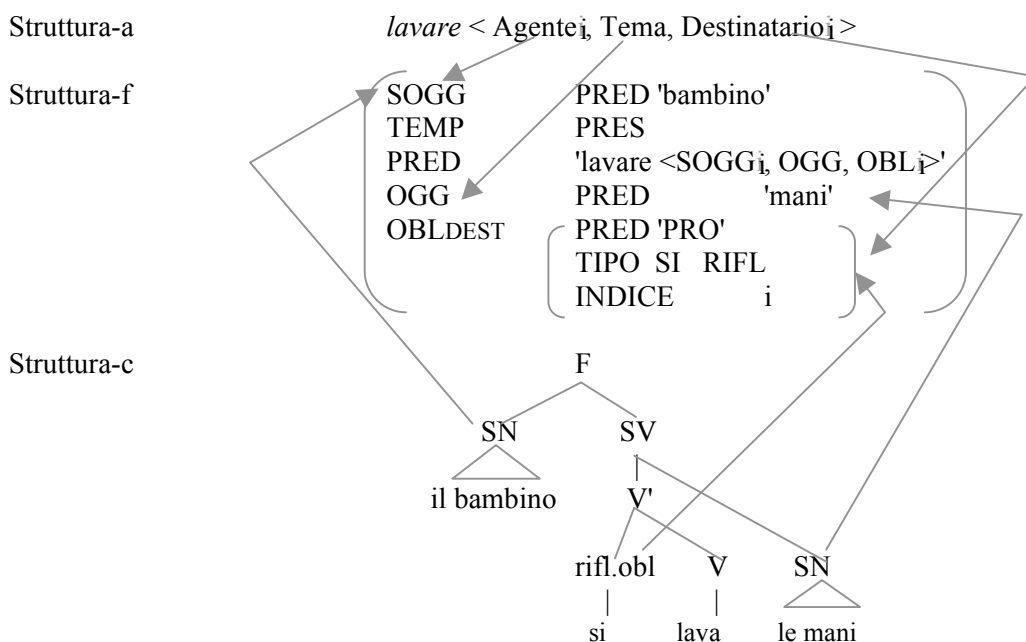 Struttura-a lavare < Agentei, Tema, Destinatarioi >
Struttura-f SOGG PRED 'bambino'
TEMP PRES
PRED 'lavare <SOGGi, OGG, OBLi>'
OGG PRED 'mani'
OBLDEST PRED 'PRO'
TIPO SI RIFL
INDICE i
Struttura-c F
SN SV
il bambino V'
rifl.obl V SN
si lava le mani